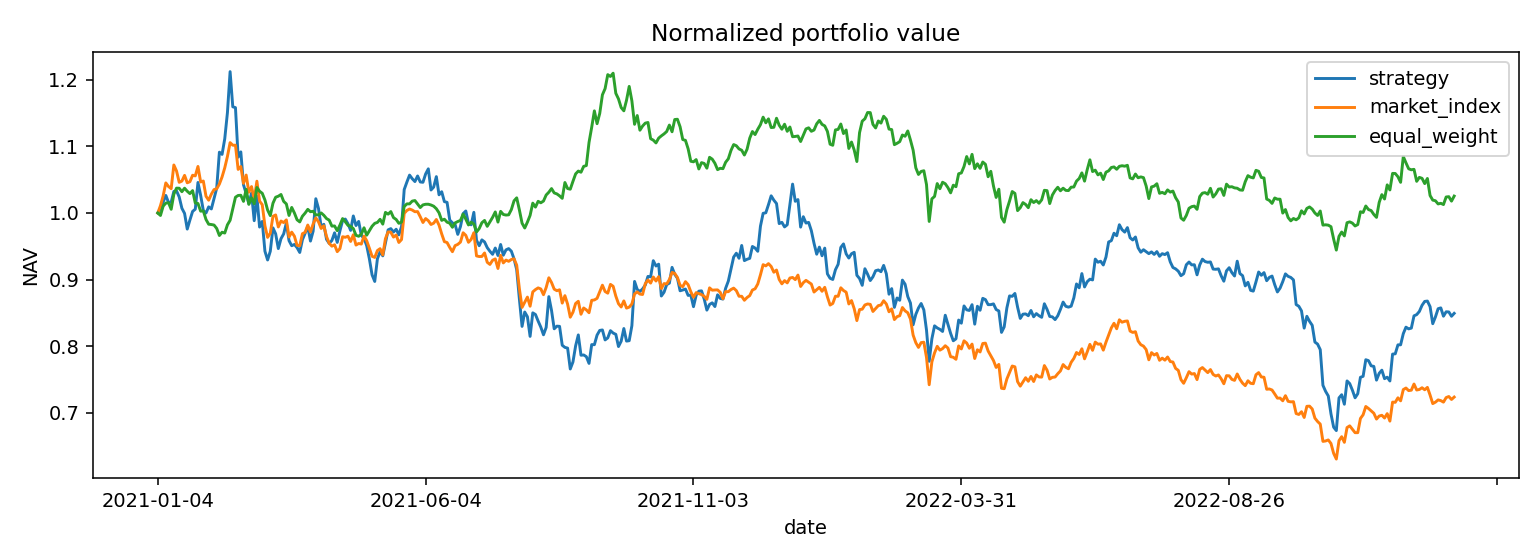 Normalized portfolio value
strategy
market_index
equal_weight
1.2
1.1
1.0
0.9
0.8
0.7
NAV
2021-01-04
2021-06-04
2021-11-03
2022-03-31
2022-08-26
date